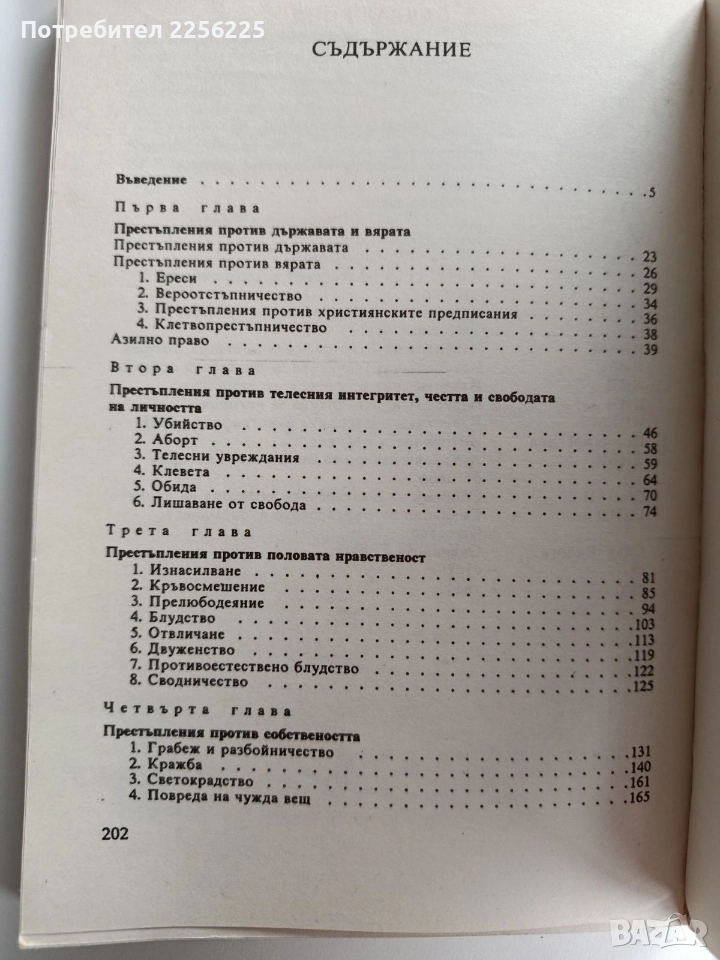 Потребител 2256225
СЪДЪРЖАНИЕ
Въведение . . . . . . . . . . . . . . . . . . . . . . . . . . . . 5
Първа глава
Престъпления против държавата и вярата
Престъпления против държавата . . . . . . . . . . . . . . . . . 23
Престъпления против вярата . . . . . . . . . . . . . . . . . . . 26
1. Ереси . . . . . . . . . . . . . . . . . . . . . . . . . . 29
2. Вероотстъпничество . . . . . . . . . . . . . . . . . . . . 34
3. Престъпления против християнските предписания . . . . . . . 36
4. Клетвопрестъпничество . . . . . . . . . . . . . . . . . . . 38
Азилно право . . . . . . . . . . . . . . . . . . . . . . . . . 39
Втора глава
Престъпления против телесния интегритет, честта и свободата
на личността
1. Убийство . . . . . . . . . . . . . . . . . . . . . . . . . 46
2. Аборт . . . . . . . . . . . . . . . . . . . . . . . . . . 58
3. Телесни увреждания . . . . . . . . . . . . . . . . . . . . 59
4. Клевета . . . . . . . . . . . . . . . . . . . . . . . . . 64
5. Обида . . . . . . . . . . . . . . . . . . . . . . . . . . 70
6. Лишаване от свобода . . . . . . . . . . . . . . . . . . . . 74
Трета глава
Престъпления против половата нравственост
1. Изнасилване . . . . . . . . . . . . . . . . . . . . . . . . 81
2. Кръвосмешение . . . . . . . . . . . . . . . . . . . . . . . 85
3. Прелюбодеяние . . . . . . . . . . . . . . . . . . . . . . . 94
4. Блудство . . . . . . . . . . . . . . . . . . . . . . . . . 103
5. Отвличане . . . . . . . . . . . . . . . . . . . . . . . . . 113
6. Двуженство . . . . . . . . . . . . . . . . . . . . . . . . 119
7. Противоестествено блудство . . . . . . . . . . . . . . . . . 122
8. Сводничество . . . . . . . . . . . . . . . . . . . . . . . 125
Четвърта глава
Престъпления против собствеността
1. Грабеж и разбойничество . . . . . . . . . . . . . . . . . . 131
2. Кражба . . . . . . . . . . . . . . . . . . . . . . . . . . 140
3. Светокрадство . . . . . . . . . . . . . . . . . . . . . . . 161
4. Повреда на чужда вещ . . . . . . . . . . . . . . . . . . . 165
202
BAZAR